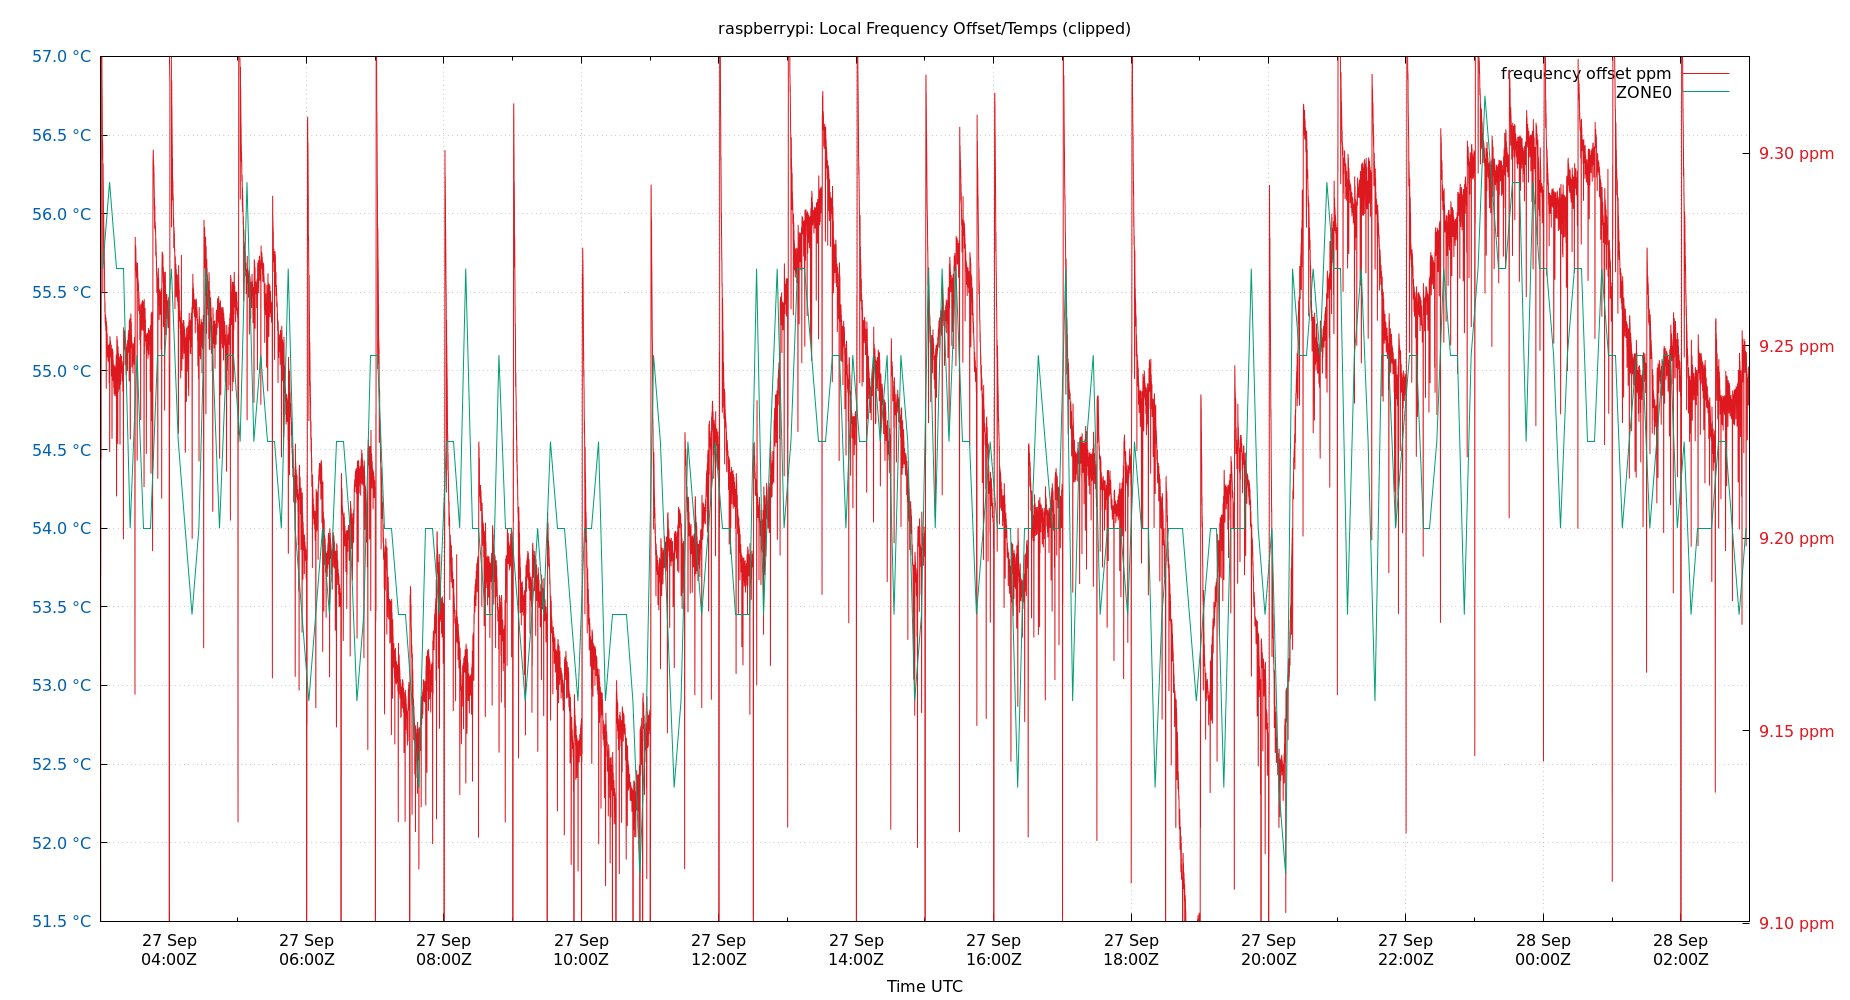 raspberrypi: Local Frequency Offset/Temps (clipped)
57.0 °C
56.5 °C
56.0 °C
55.5 °C
55.0 °C
54.5 °C
54.0 °C
53.5 °C
53.0 °C
52.5 °C
52.0 °C
51.5 °C
frequency offset ppm
ZONE0
9.30 ppm
9.25 ppm
9.20 ppm
9.15 ppm
9.10 ppm
27 Sep
04:00Z
27 Sep
06:00Z
27 Sep
08:00Z
27 Sep
10:00Z
27 Sep
12:00Z
27 Sep
14:00Z
27 Sep
16:00Z
27 Sep
18:00Z
27 Sep
20:00Z
27 Sep
22:00Z
28 Sep
00:00Z
28 Sep
02:00Z
Time UTC